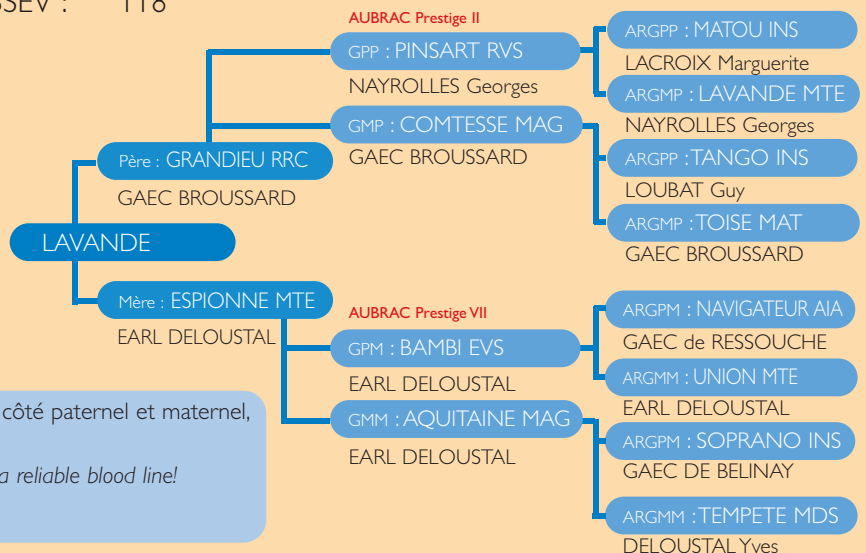 SSEV : 118
AUBRAC Prestige II
GPP : PINSART RVS
NAYROLLES Georges
ARGPP : MATOU INS
LACROIX Marguerite
ARGMP : LAVANDE MTE
NAYROLLES Georges
GMP : COMTESSE MAG
GAEC BROUSSARD
ARGPP : TANGO INS
LOUBAT Guy
ARGMP : TOISE MAT
GAEC BROUSSARD
Père : GRANDIEU RRC
GAEC BROUSSARD
LAVANDE
Mère : ESPIONNE MTE
EARL DELOUSTAL
AUBRAC Prestige VII
GPM : BAMBI EVS
EARL DELOUSTAL
ARGPM : NAVIGATEUR AIA
GAEC de RESSOUCHE
ARGMM : UNION MTE
EARL DELOUSTAL
GMM : AQUITAINE MAG
EARL DELOUSTAL
ARGPM : SOPRANO INS
GAEC DE BELINAY
ARGMM : TEMPETE MDS
DELOUSTAL Yves
côté paternel et maternel,
a reliable blood line!